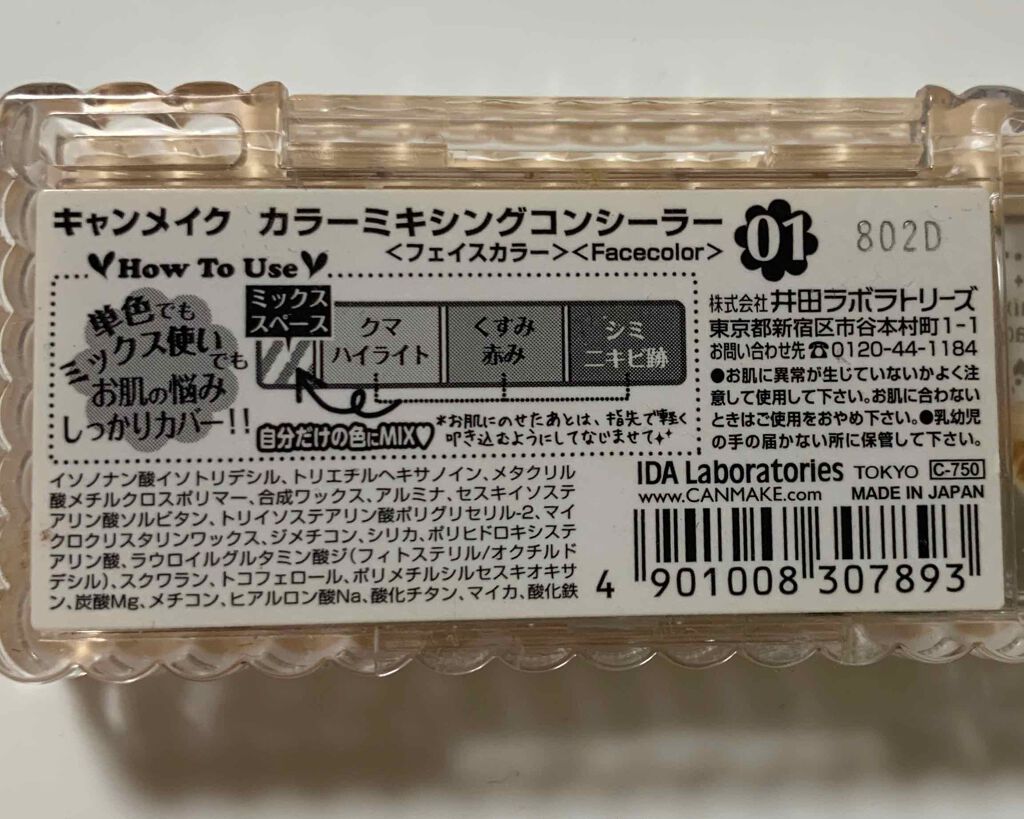 キャンメイク カラーミキシングコンシーラー
<フェイスカラー><Facecolor>
01
802D
How To Use
単色でも
ミックス使いでも
お肌の悩み
しっかりカバー!!
ミックス
スペース
クマ
ハイライト
くすみ
赤み
シミ
ニキビ跡
自分だけの色にMIX♡
*お肌にのせたあとは、指先で軽く
叩き込むようにしてなじませて
株式会社 井田ラボラトリーズ
東京都新宿区市谷本村町1-1
お問い合わせ先☎0120-44-1184
●お肌に異常が生じていないかよく注
意して使用して下さい。お肌に合わない
ときはご使用をおやめ下さい。●乳幼児
の手の届かない所に保管して下さい。
IDA Laboratories TOKYO C-750
www.CANMAKE.com MADE IN JAPAN
イソノナン酸イソトリデシル、トリエチルヘキサノイン、メタクリル
酸メチルクロスポリマー、合成ワックス、アルミナ、セスキイソステ
アリン酸ソルビタン、トリイソステアリン酸ポリグリセリル-2、マイ
クロクリスタリンワックス、ジメチコン、シリカ、ポリヒドロキシステ
アリン酸、ラウロイルグルタミン酸ジ(フィトステリル/オクチルド
デシル)、スクワラン、トコフェロール、ポリメチルシルセスキオキサ
ン、炭酸Mg、メチコン、ヒアルロン酸Na、酸化チタン、マイカ、酸化鉄
4 901008 307893